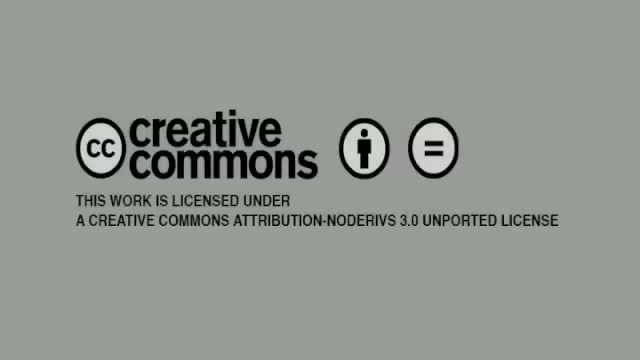 cc creative
commons
THIS WORK IS LICENSED UNDER
A CREATIVE COMMONS ATTRIBUTION-NODERIVS 3.0 UNPORTED LICENSE